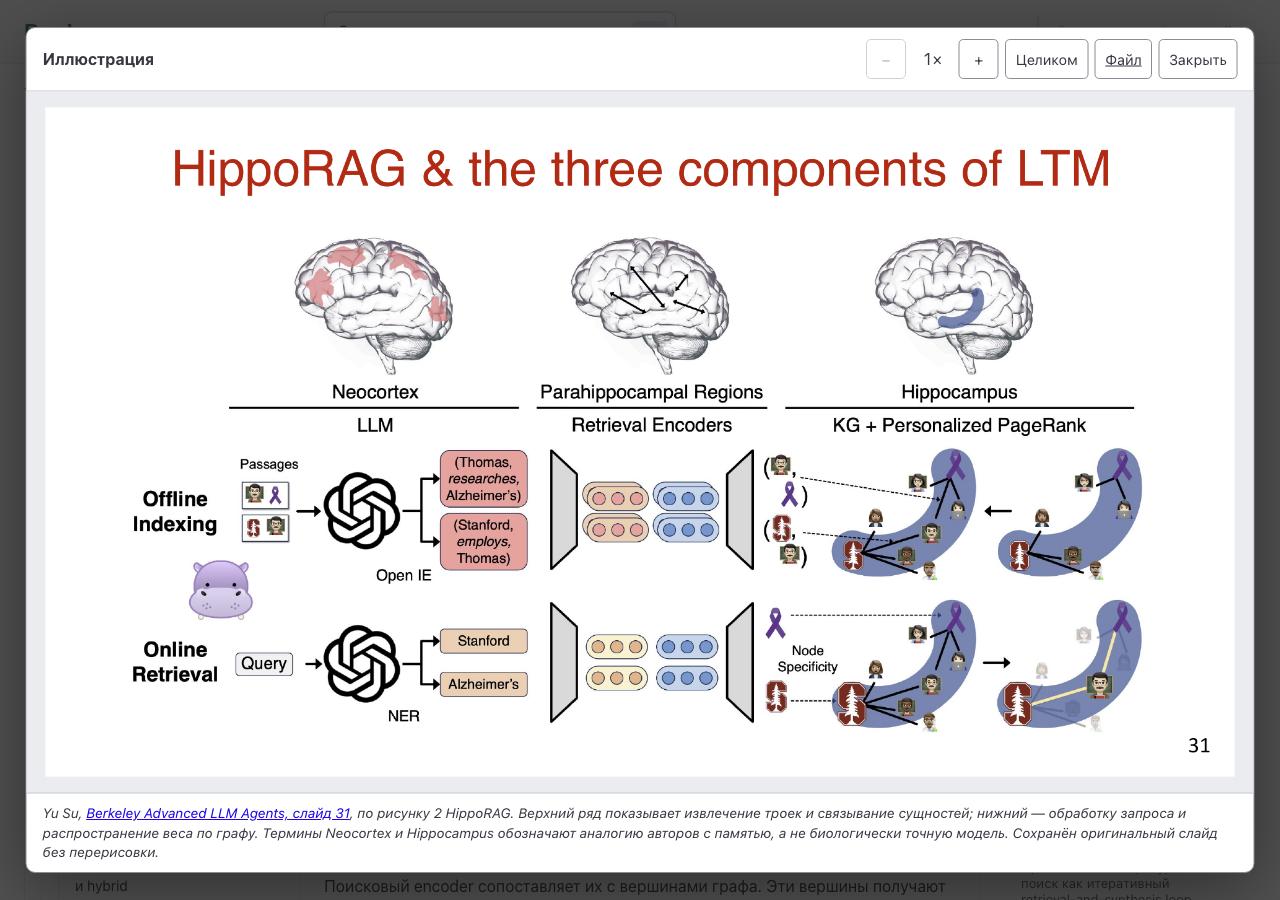 Иллюстрация
−
1×
+
Целиком
Файл
Закрыть
HippoRAG & the three components of LTM
Neocortex
Parahippocampal Regions
Hippocampus
LLM
Retrieval Encoders
KG + Personalized PageRank
Offline
Indexing
Passages
(Thomas,
researches,
Alzheimer's)
(Stanford,
employs,
Thomas)
Open IE
( ,
)
( ,
)
Online
Retrieval
Query
Stanford
Alzheimer's
NER
Node
Specificity
31
Yu Su, Berkeley Advanced LLM Agents, слайд 31, по рисунку 2 HippoRAG. Верхний ряд показывает извлечение троек и связывание сущностей; нижний — обработку запроса и
распространение веса по графу. Термины Neocortex и Hippocampus обозначают аналогию авторов с памятью, а не биологически точную модель. Сохранён оригинальный слайд
без перерисовки.
и hybrid
Поисковый encoder сопоставляет их с вершинами графа. Эти вершины получают
поиск как итеративный
retrieval-and-synthesis loop